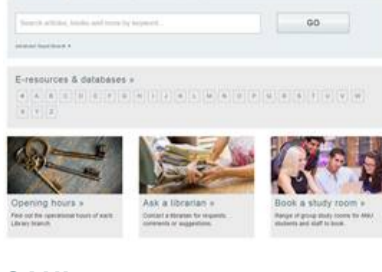 Search articles, books and more by keyword...
GO
E-resources & databases »
# A B C D E F G H I J K L M N O P Q R S T U V W
X Y Z
Opening hours »
Find out the operational hours of each
Library branch.
Ask a librarian »
Contact a librarian for requests,
comments or suggestions.
Book a study room »
Range of group study rooms for ANU
students and staff to book.